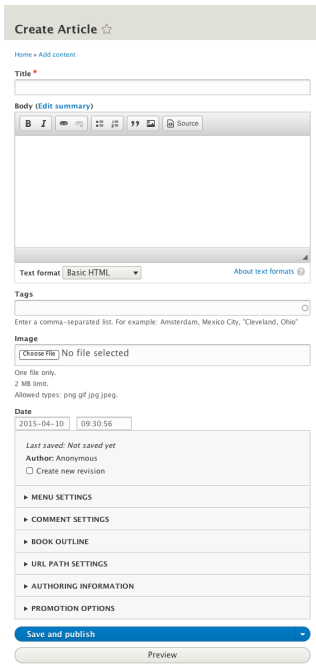 Create Article
Home » Add content
Title *
Body (Edit summary)
B I Source
Text format Basic HTML
About text formats ?
Tags
Enter a comma-separated list. For example: Amsterdam, Mexico City, "Cleveland, Ohio"
Image
Choose File No file selected
One file only.
2 MB limit.
Allowed types: png gif jpg jpeg.
Date
2015-04-10 09:30:56
Last saved: Not saved yet
Author: Anonymous
Create new revision
MENU SETTINGS
COMMENT SETTINGS
BOOK OUTLINE
URL PATH SETTINGS
AUTHORING INFORMATION
PROMOTION OPTIONS
Save and publish
Preview